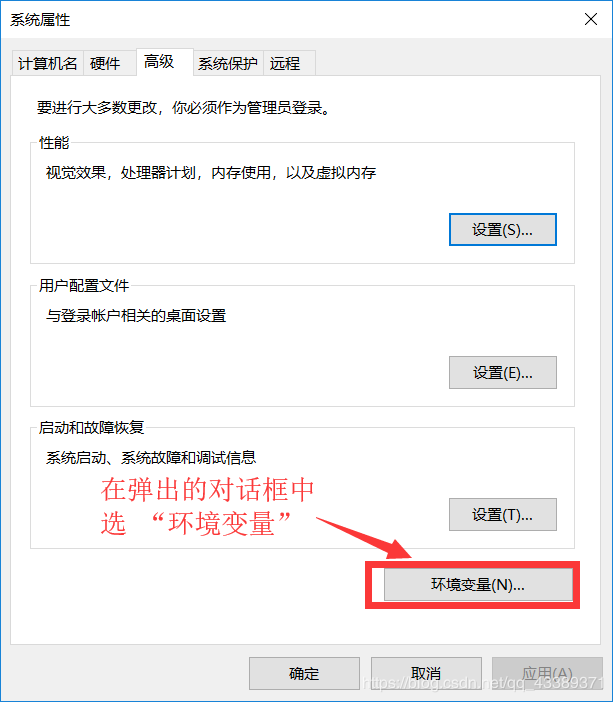 系统属性
计算机名 硬件 高级 系统保护 远程
要进行大多数更改，你必须作为管理员登录。
性能
视觉效果，处理器计划，内存使用，以及虚拟内存
设置(S)...
用户配置文件
与登录帐户相关的桌面设置
设置(E)...
启动和故障恢复
系统启动、系统故障和调试信息
在弹出的对话框中
选 “环境变量”
设置(T)...
环境变量(N)...
确定 取消 应用(A)
https://blog.csdn.net/qq_43389371